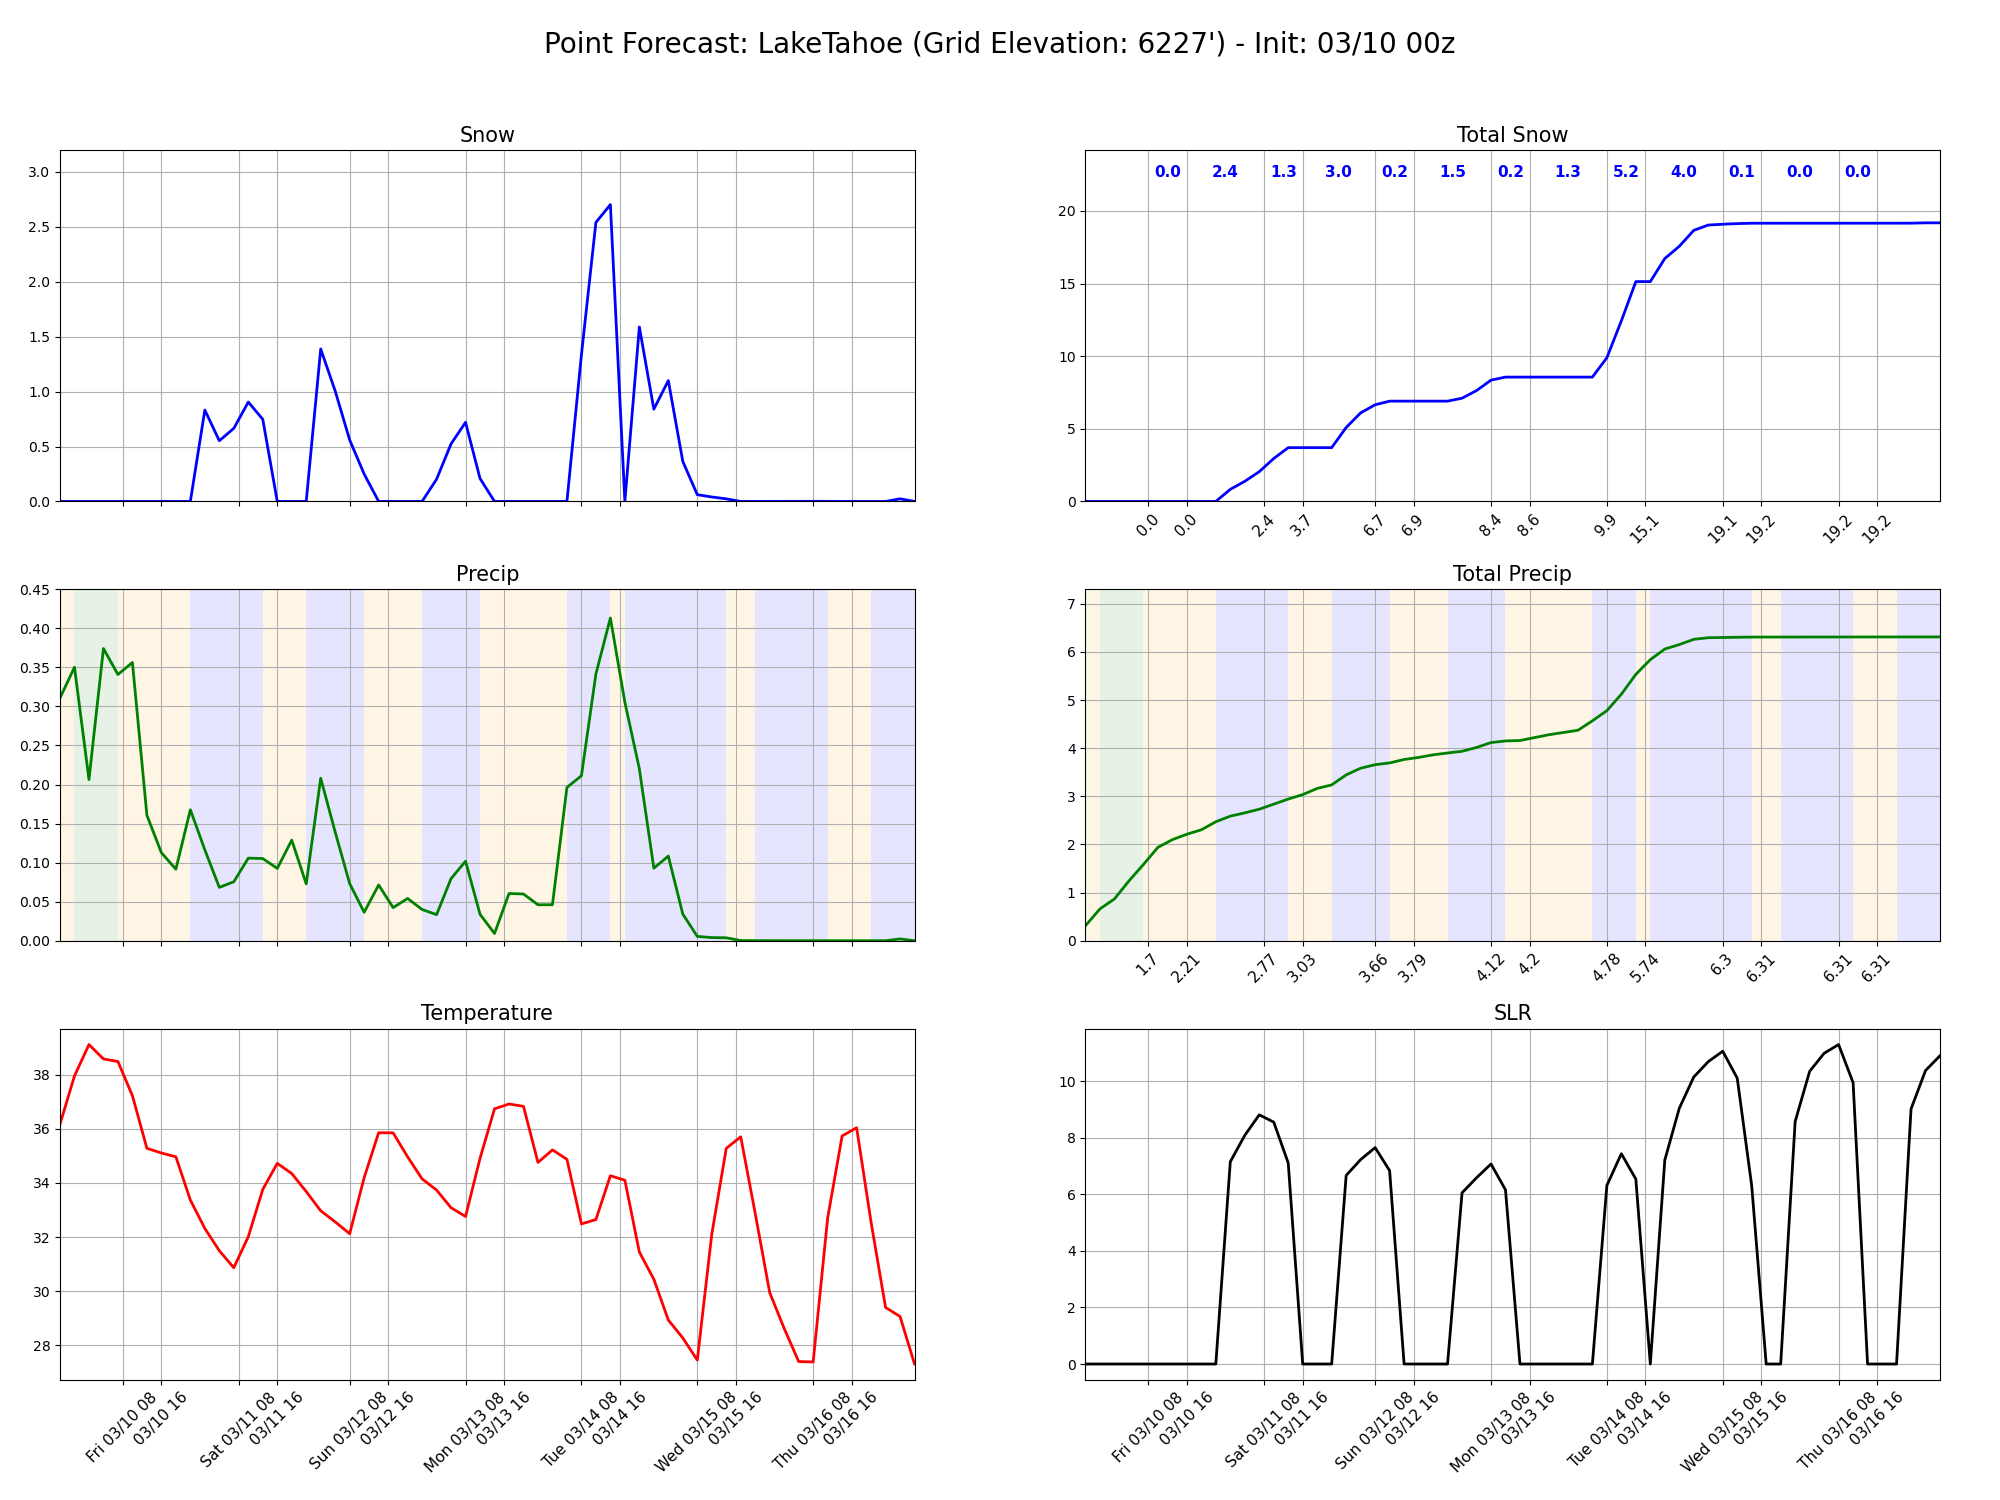 Point Forecast: LakeTahoe (Grid Elevation: 6227') - Init: 03/10 00z
Snow
3.0
2.5
2.0
1.5
1.0
0.5
0.0
Total Snow
0.0 2.4 1.3 3.0 0.2 1.5 0.2 1.3 5.2 4.0 0.1 0.0 0.0
20
15
10
5
0
0.0 0.0 2.4 3.7 6.7 6.9 8.4 8.6 9.9 15.1 19.1 19.2 19.2 19.2
Precip
0.45
0.40
0.35
0.30
0.25
0.20
0.15
0.10
0.05
0.00
Total Precip
7
6
5
4
3
2
1
0
1.7 2.21 2.77 3.03 3.66 3.79 4.12 4.2 4.78 5.74 6.3 6.31 6.31 6.31
Temperature
38
36
34
32
30
28
Fri 03/10 08
03/10 16
Sat 03/11 08
03/11 16
Sun 03/12 08
03/12 16
Mon 03/13 08
03/13 16
Tue 03/14 08
03/14 16
Wed 03/15 08
03/15 16
Thu 03/16 08
03/16 16
SLR
10
8
6
4
2
0
Fri 03/10 08
03/10 16
Sat 03/11 08
03/11 16
Sun 03/12 08
03/12 16
Mon 03/13 08
03/13 16
Tue 03/14 08
03/14 16
Wed 03/15 08
03/15 16
Thu 03/16 08
03/16 16